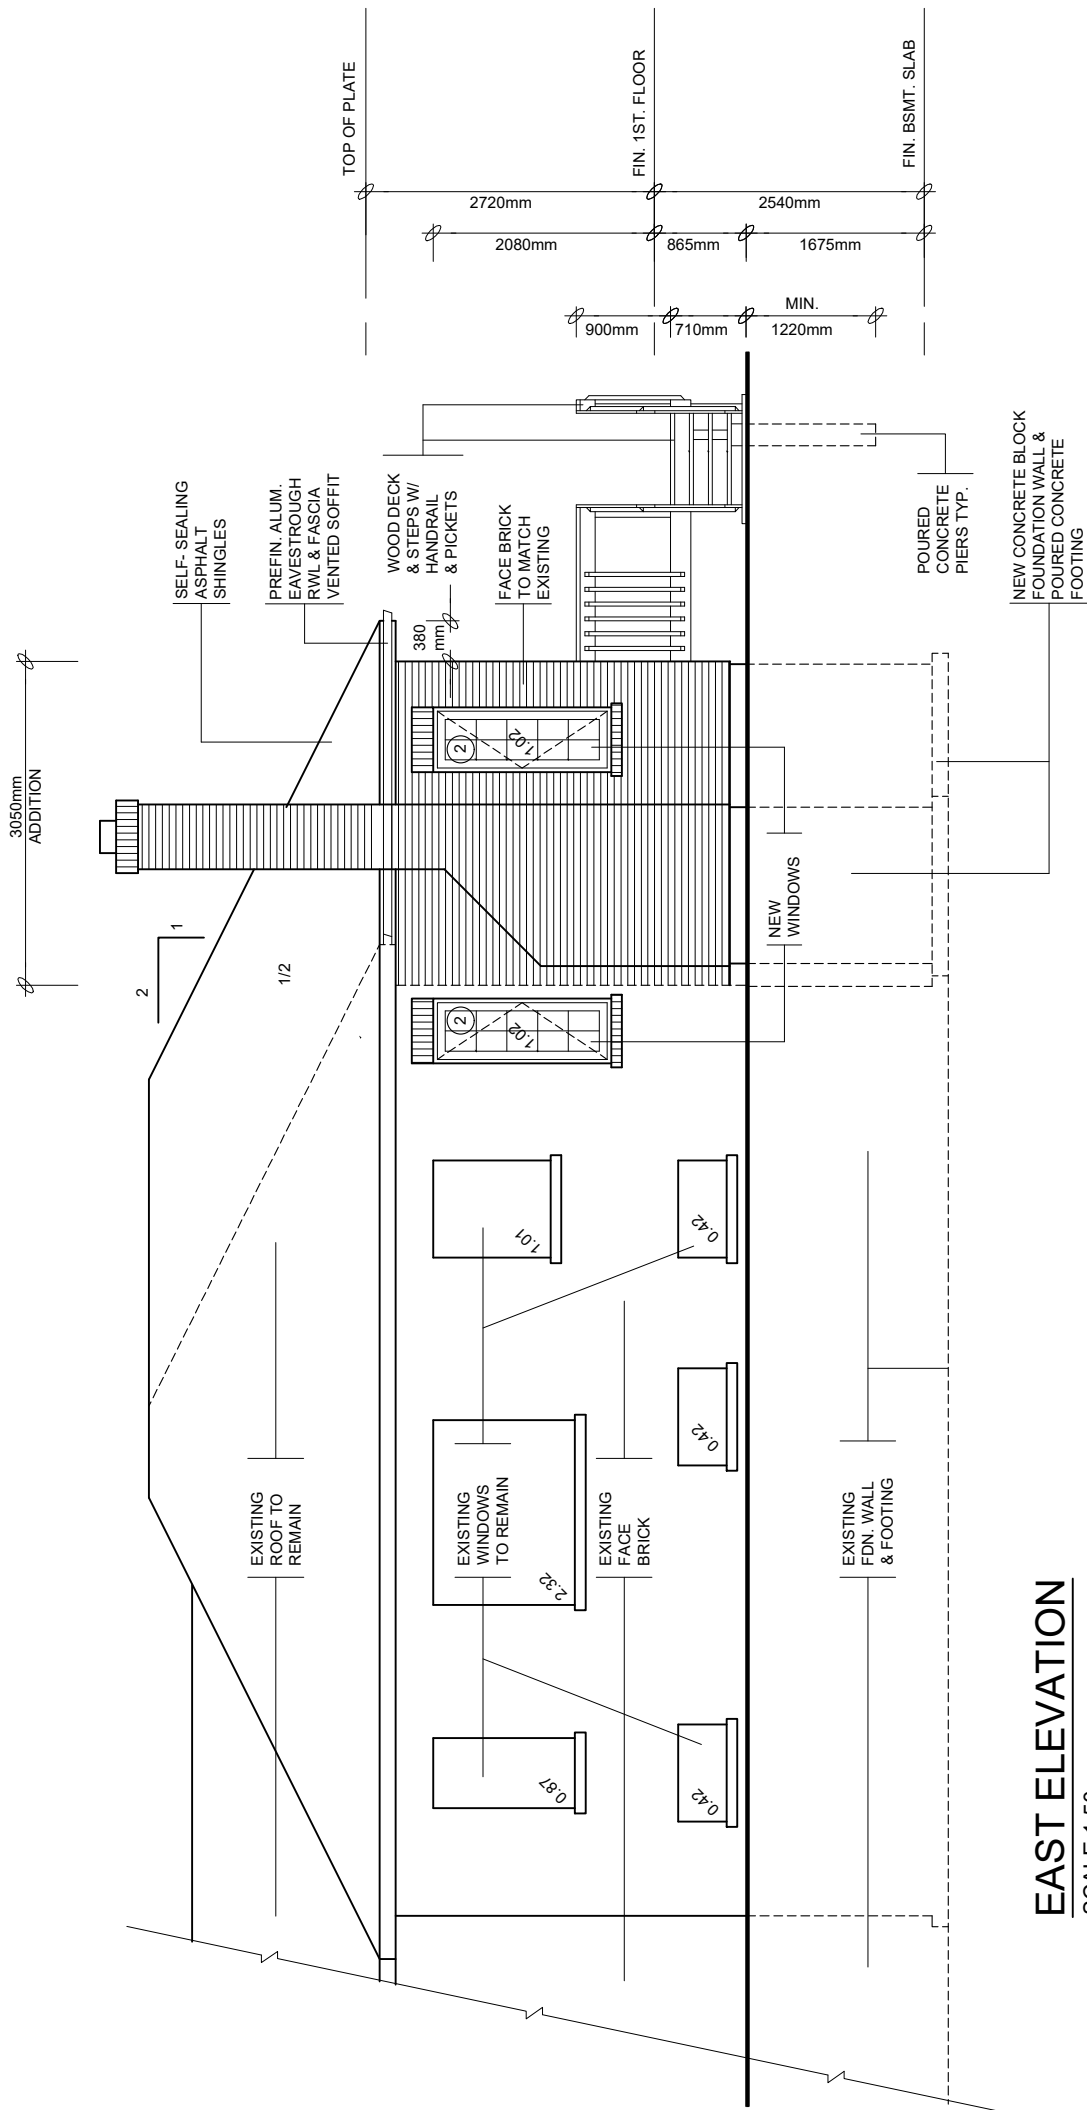 3050mm
ADDITION
2
1
1/2
SELF- SEALING
ASPHALT
SHINGLES
PREFIN. ALUM.
EAVESTROUGH
RWL & FASCIA
VENTED SOFFIT
WOOD DECK
& STEPS W/
HANDRAIL
& PICKETS
380
mm
FACE BRICK
TO MATCH
EXISTING
TOP OF PLATE
FIN. 1ST. FLOOR
FIN. BSMT. SLAB
2720mm
2540mm
2080mm
865mm
1675mm
900mm
710mm
MIN.
1220mm
EXISTING
ROOF TO
REMAIN
EXISTING
WINDOWS
TO REMAIN
EXISTING
FACE
BRICK
EXISTING
FDN. WALL
& FOOTING
0.87
2.32
1.01
0.42
0.42
0.42
2
1.02
2
1.02
NEW
WINDOWS
POURED
CONCRETE
PIERS TYP.
NEW CONCRETE BLOCK
FOUNDATION WALL &
POURED CONCRETE
FOOTING
EAST ELEVATION